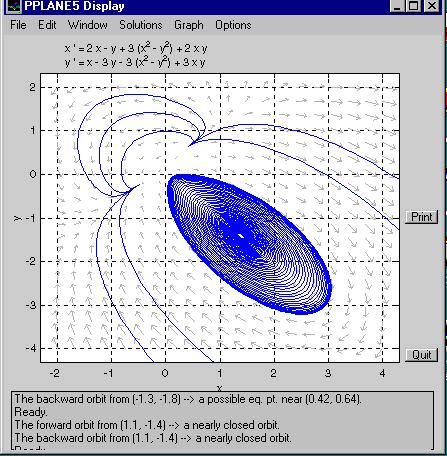 PPLANE5 Display
File Edit Window Solutions Graph Options
x ' = 2 x - y + 3 (x² - y²) + 2 x y
y ' = x - 3 y - 3 (x² - y²) + 3 x y
2
1
0
-1
-2
-3
-4
y
-2 -1 0 1 2 3 4
x
Print
Quit
The backward orbit from (-1.3, -1.8) --> a possible eq. pt. near (0.42, 0.64).
Ready.
The forward orbit from (1.1, -1.4) --> a nearly closed orbit.
The backward orbit from (1.1, -1.4) --> a nearly closed orbit.
Ready.